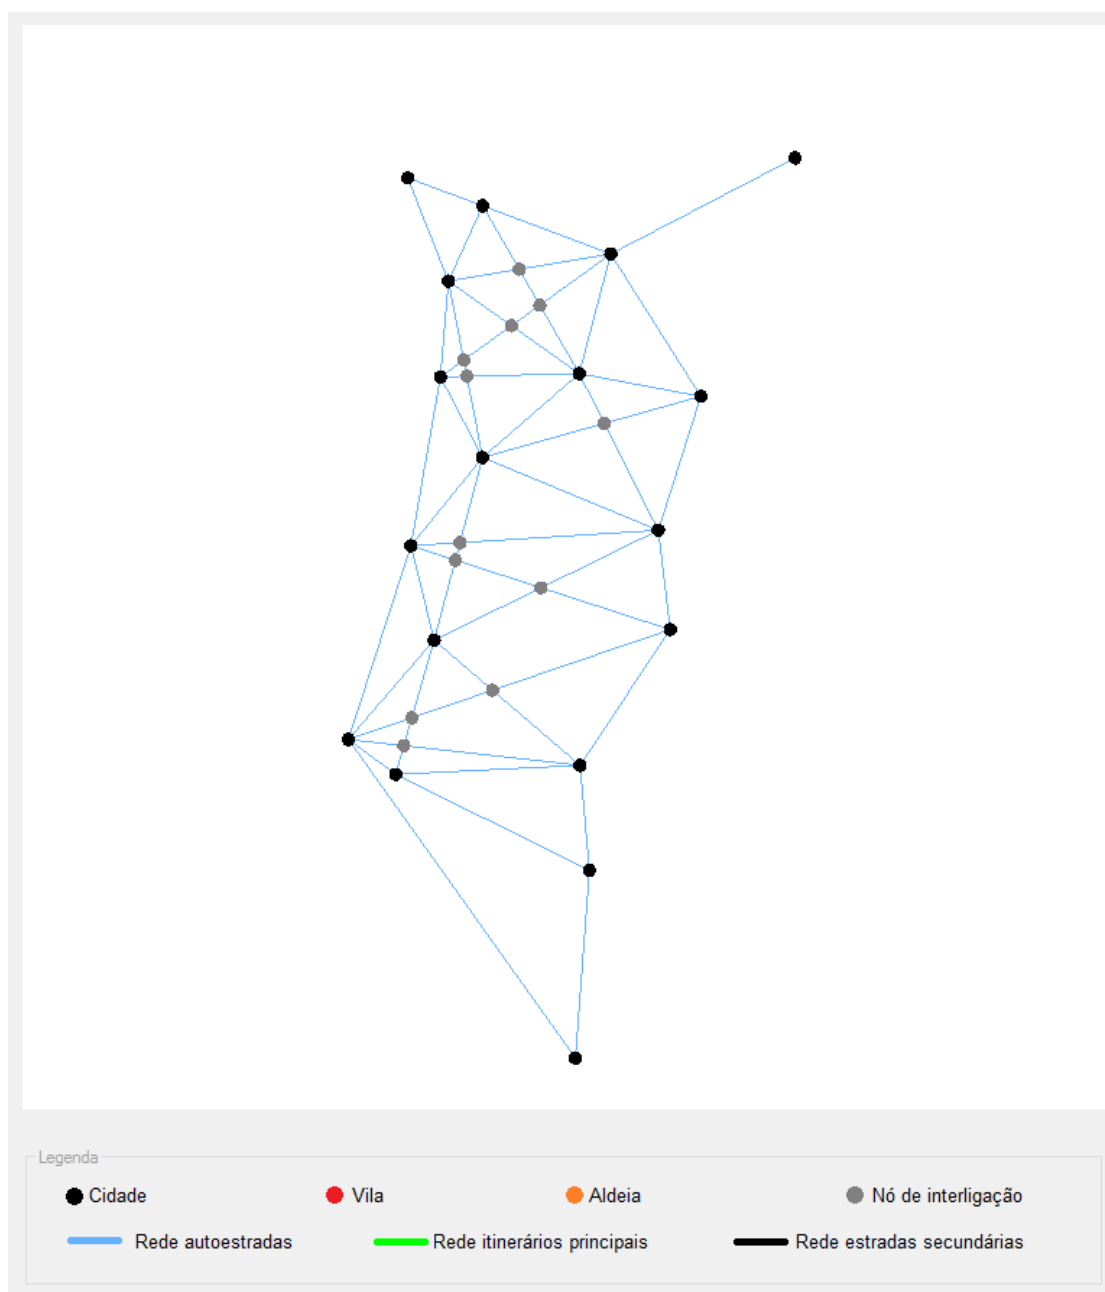 Legenda
Cidade
Vila
Aldeia
Nó de interligação
Rede autoestradas
Rede itinerários principais
Rede estradas secundárias